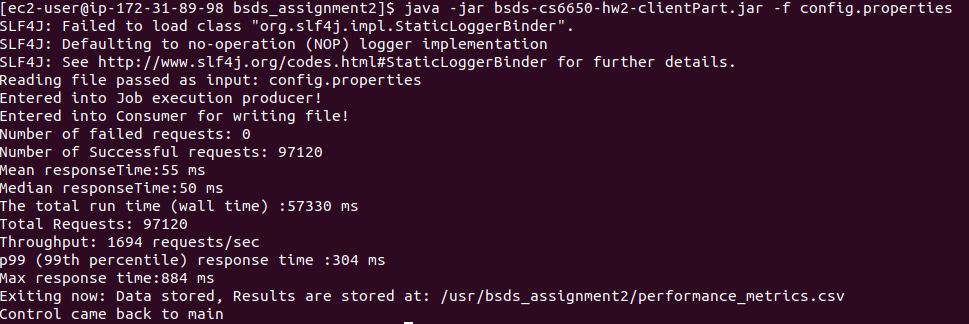 [ec2-user@ip-172-31-89-98 bsds_assignment2]$ java -jar bsds-cs6650-hw2-clientPart.jar -f config.properties
SLF4J: Failed to load class "org.slf4j.impl.StaticLoggerBinder".
SLF4J: Defaulting to no-operation (NOP) logger implementation
SLF4J: See http://www.slf4j.org/codes.html#StaticLoggerBinder for further details.
Reading file passed as input: config.properties
Entered into Job execution producer!
Entered into Consumer for writing file!
Number of failed requests: 0
Number of Successful requests: 97120
Mean responseTime:55 ms
Median responseTime:50 ms
The total run time (wall time) :57330 ms
Total Requests: 97120
Throughput: 1694 requests/sec
p99 (99th percentile) response time :304 ms
Max response time:884 ms
Exiting now: Data stored, Results are stored at: /usr/bsds_assignment2/performance_metrics.csv
Control came back to main